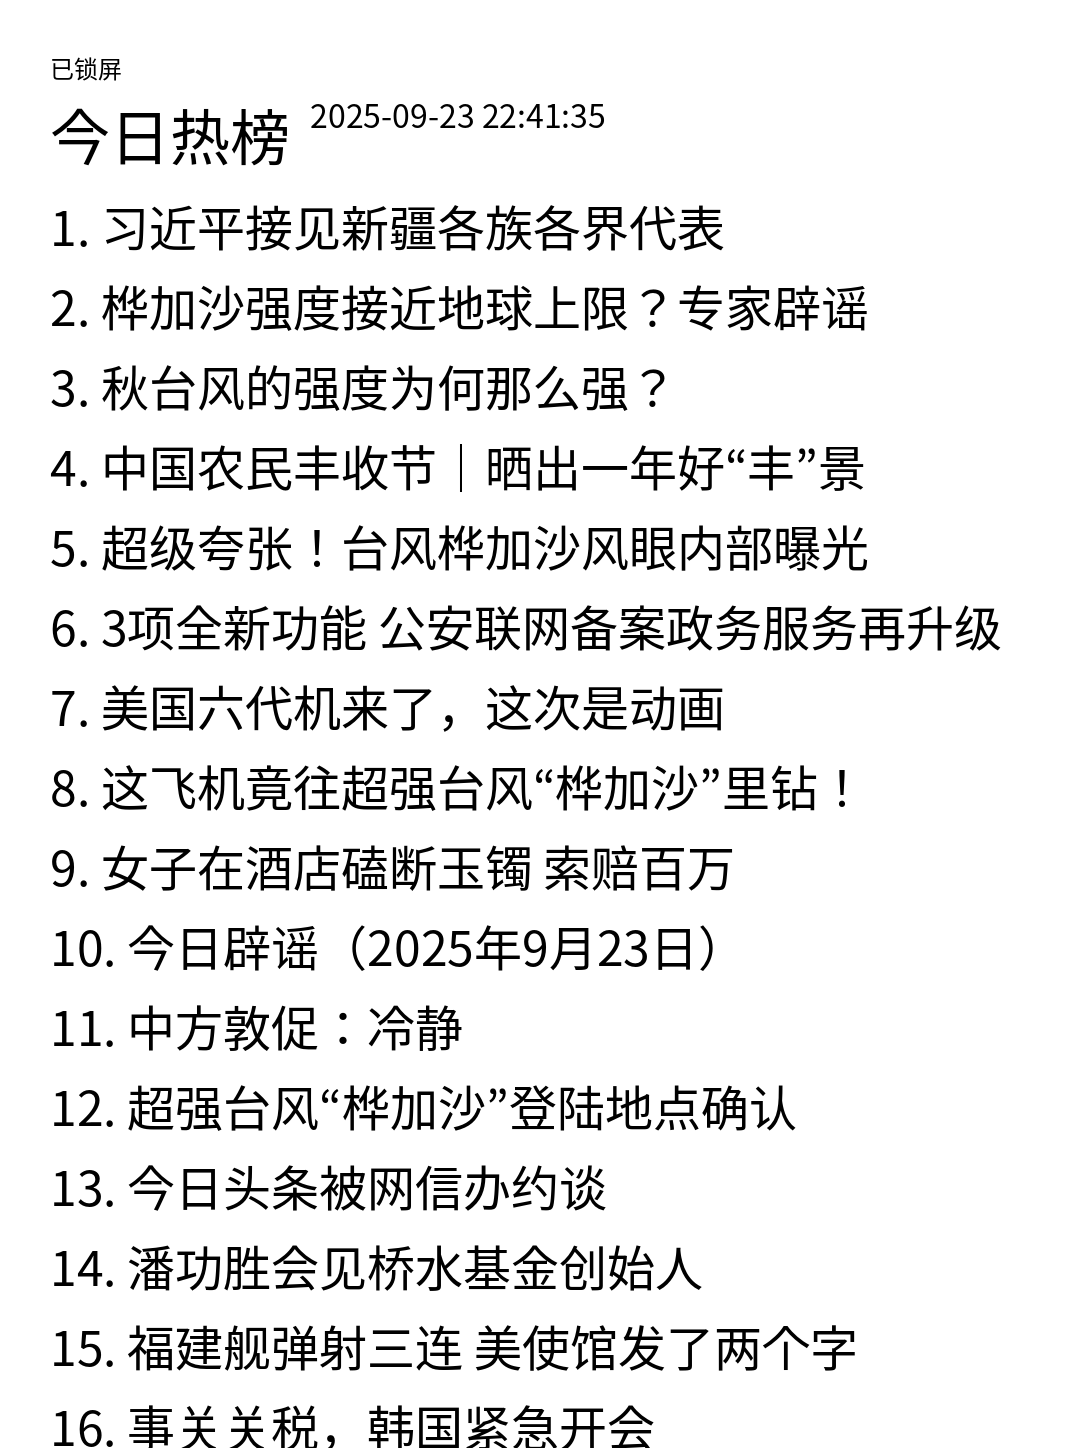 已锁屏
今日热榜 2025-09-23 22:41:35
1. 习近平接见新疆各族各界代表
2. 桦加沙强度接近地球上限？专家辟谣
3. 秋台风的强度为何那么强？
4. 中国农民丰收节｜晒出一年好“丰”景
5. 超级夸张！台风桦加沙风眼内部曝光
6. 3项全新功能 公安联网备案政务服务再升级
7. 美国六代机来了，这次是动画
8. 这飞机竟往超强台风“桦加沙”里钻！
9. 女子在酒店磕断玉镯 索赔百万
10. 今日辟谣（2025年9月23日）
11. 中方敦促：冷静
12. 超强台风“桦加沙”登陆地点确认
13. 今日头条被网信办约谈
14. 潘功胜会见桥水基金创始人
15. 福建舰弹射三连 美使馆发了两个字
16. 事关关税，韩国紧急开会